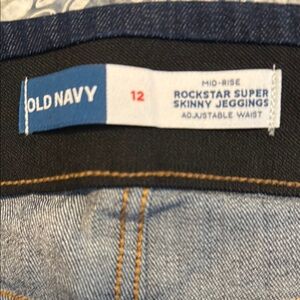 OLD NAVY
12
MID-RISE
ROCKSTAR SUPER
SKINNY JEGGINGS
ADJUSTABLE WAIST